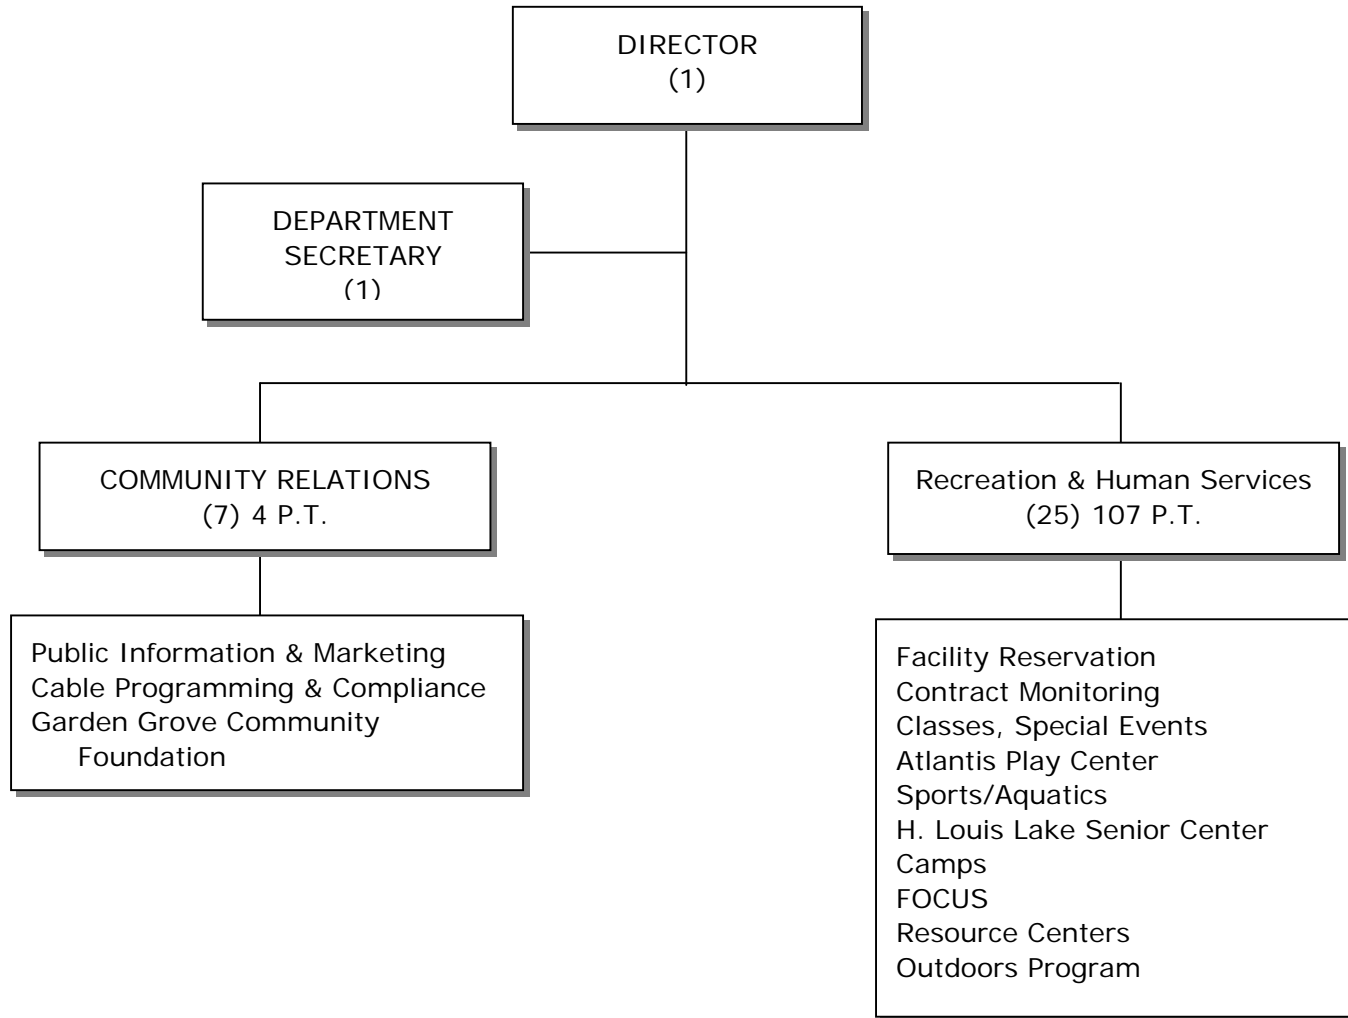 DIRECTOR
(1)
DEPARTMENT
SECRETARY
(1)
COMMUNITY RELATIONS
(7) 4 P.T.
Recreation & Human Services
(25) 107 P.T.
Public Information & Marketing
Cable Programming & Compliance
Garden Grove Community
Foundation
Facility Reservation
Contract Monitoring
Classes, Special Events
Atlantis Play Center
Sports/Aquatics
H. Louis Lake Senior Center
Camps
FOCUS
Resource Centers
Outdoors Program